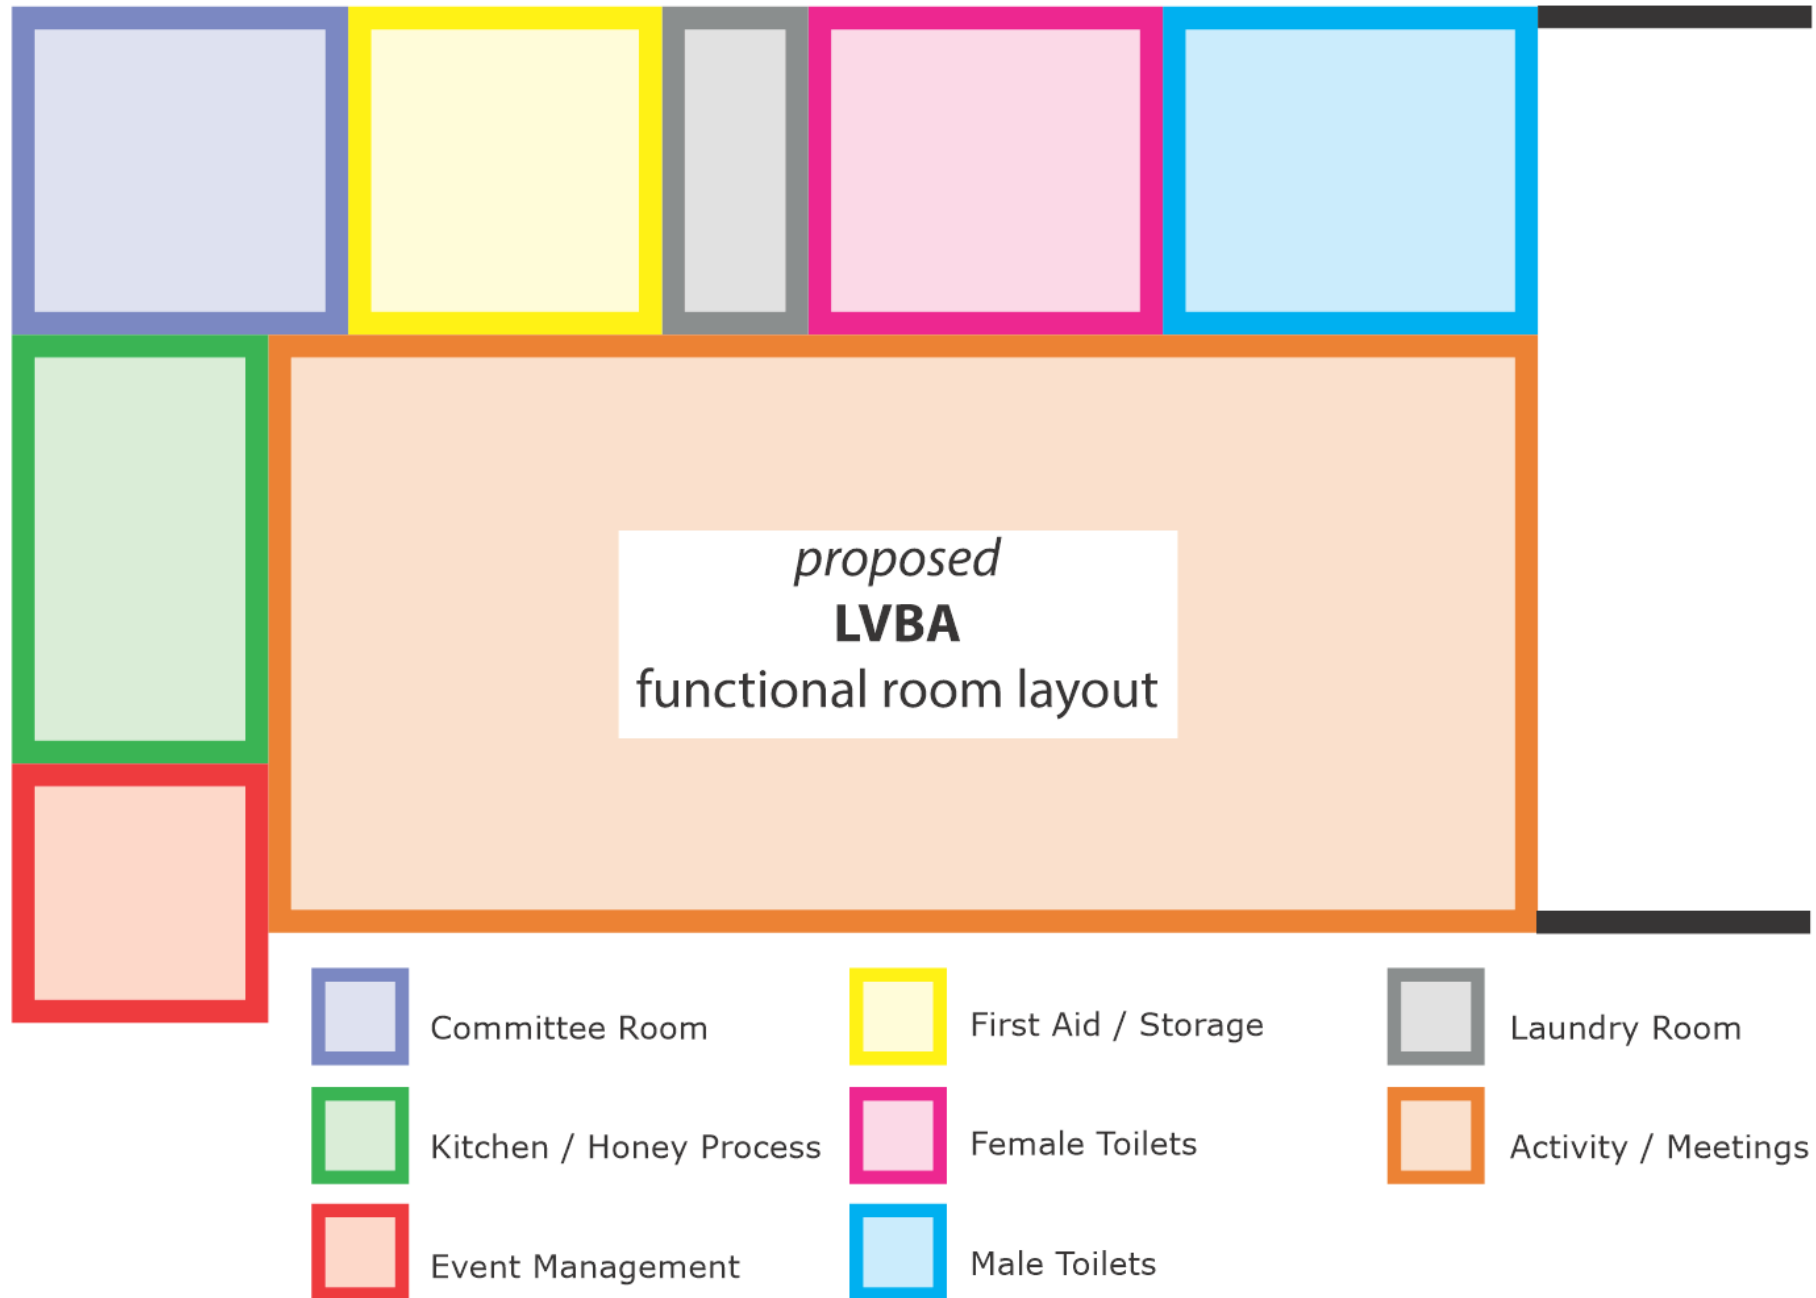 proposed
LVBA
functional room layout
Committee Room
First Aid / Storage
Laundry Room
Kitchen / Honey Process
Female Toilets
Activity / Meetings
Event Management
Male Toilets